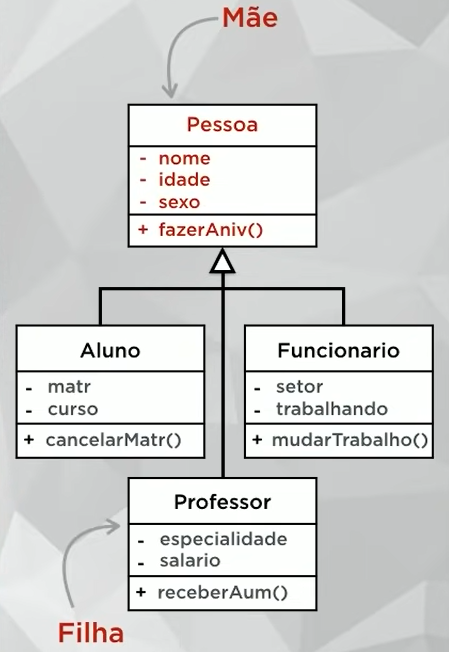 Mãe
Pessoa
- nome
- idade
- sexo
+ fazerAniv()
Aluno
- matr
- curso
+ cancelarMatr()
Funcionario
- setor
- trabalhando
+ mudarTrabalho()
Professor
- especialidade
- salario
+ receberAum()
Filha